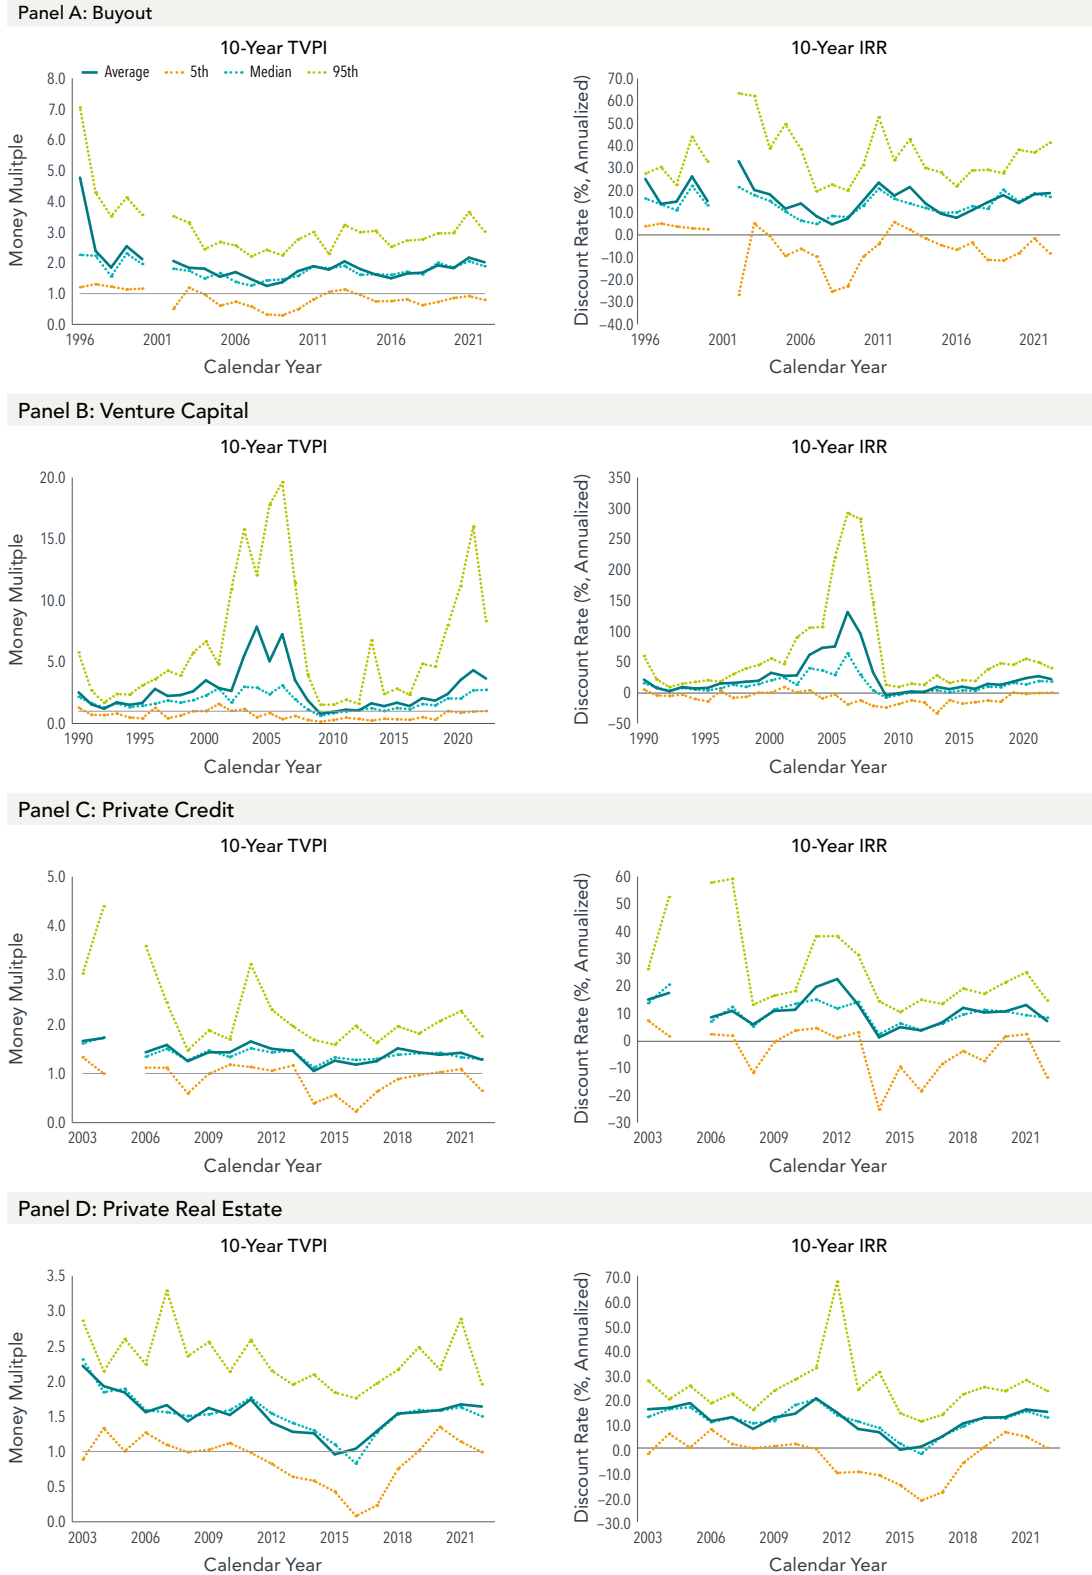 Panel A: Buyout
10-Year TVPI
Average 5th Median 95th
Money Mulitple
8.0
7.0
6.0
5.0
4.0
3.0
2.0
1.0
0.0
1996 2001 2006 2011 2016 2021
Calendar Year
10-Year IRR
Discount Rate (%, Annualized)
70.0
60.0
50.0
40.0
30.0
20.0
10.0
0.0
−10.0
−20.0
−30.0
−40.0
1996 2001 2006 2011 2016 2021
Calendar Year
Panel B: Venture Capital
10-Year TVPI
Money Mulitple
20.0
15.0
10.0
5.0
0.0
1990 1995 2000 2005 2010 2015 2020
Calendar Year
10-Year IRR
Discount Rate (%, Annualized)
350
300
250
200
150
100
50
0
−50
1990 1995 2000 2005 2010 2015 2020
Calendar Year
Panel C: Private Credit
10-Year TVPI
Money Mulitple
5.0
4.0
3.0
2.0
1.0
0.0
2003 2006 2009 2012 2015 2018 2021
Calendar Year
10-Year IRR
Discount Rate (%, Annualized)
60
50
40
30
20
10
0
−10
−20
−30
2003 2006 2009 2012 2015 2018 2021
Calendar Year
Panel D: Private Real Estate
10-Year TVPI
Money Mulitple
3.5
3.0
2.5
2.0
1.5
1.0
0.5
0.0
2003 2006 2009 2012 2015 2018 2021
Calendar Year
10-Year IRR
Discount Rate (%, Annualized)
70.0
60.0
50.0
40.0
30.0
20.0
10.0
0.0
−10.0
−20.0
−30.0
2003 2006 2009 2012 2015 2018 2021
Calendar Year